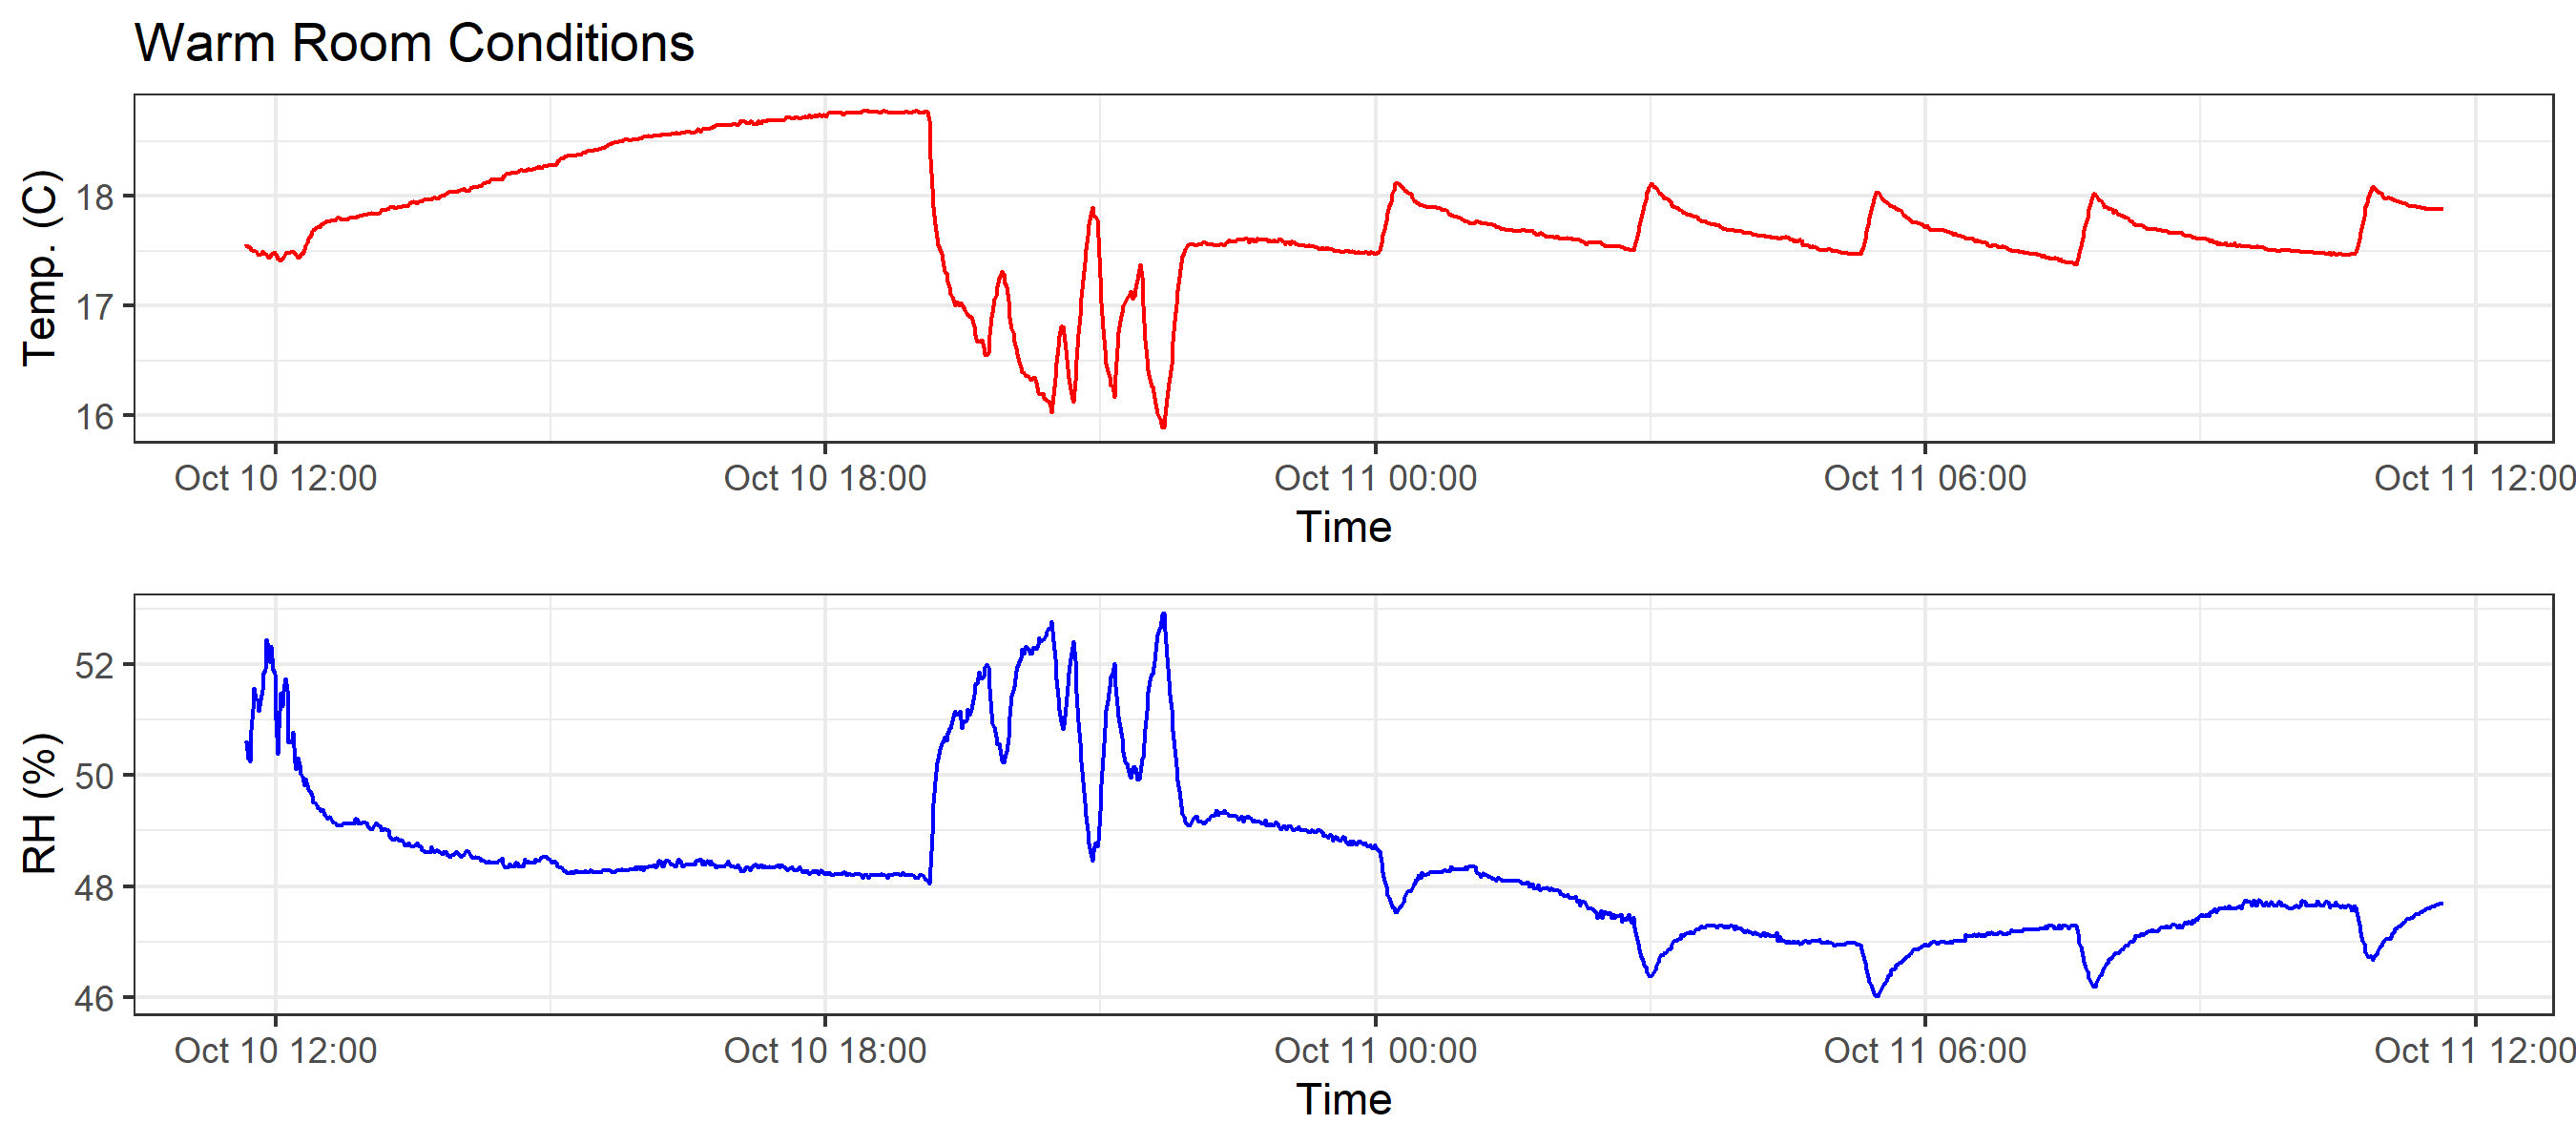 Warm Room Conditions
Temp. (C)
18
17
16
Oct 10 12:00 Oct 10 18:00 Oct 11 00:00 Oct 11 06:00 Oct 11 12:00
Time
RH (%)
52
50
48
46
Oct 10 12:00 Oct 10 18:00 Oct 11 00:00 Oct 11 06:00 Oct 11 12:00
Time